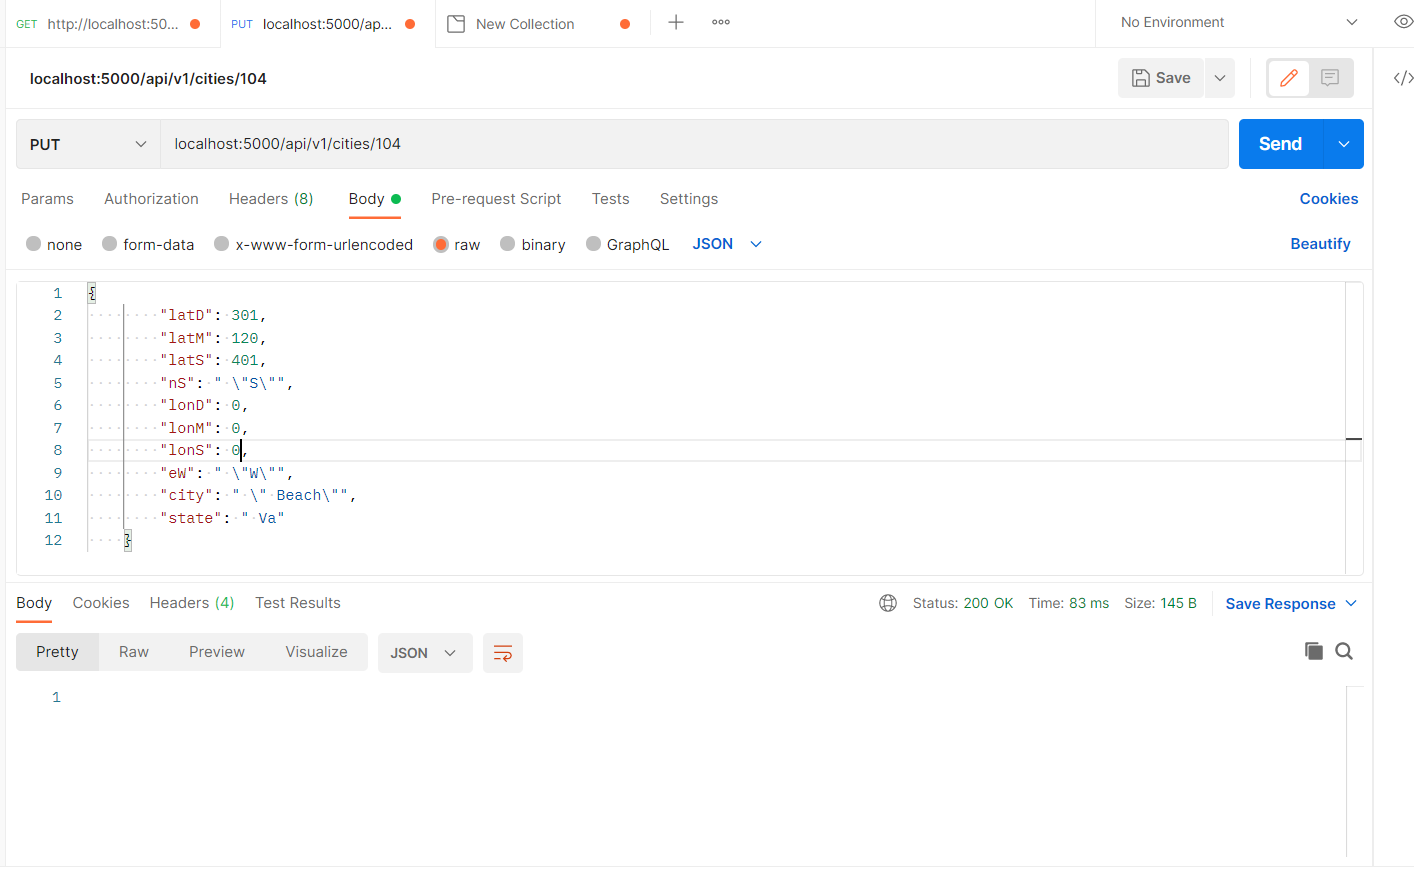 GET http://localhost:50... PUT localhost:5000/ap... New Collection No Environment
localhost:5000/api/v1/cities/104 Save </>
PUT localhost:5000/api/v1/cities/104 Send
Params Authorization Headers (8) Body Pre-request Script Tests Settings Cookies
none form-data x-www-form-urlencoded raw binary GraphQL JSON Beautify
1 {
2 "latD": 301,
3 "latM": 120,
4 "latS": 401,
5 "nS": " \"S\"",
6 "lonD": 0,
7 "lonM": 0,
8 "lonS": 0,
9 "eW": " \"W\"",
10 "city": " \" Beach\"",
11 "state": " Va"
12 }
Body Cookies Headers (4) Test Results Status: 200 OK Time: 83 ms Size: 145 B Save Response
Pretty Raw Preview Visualize JSON
1